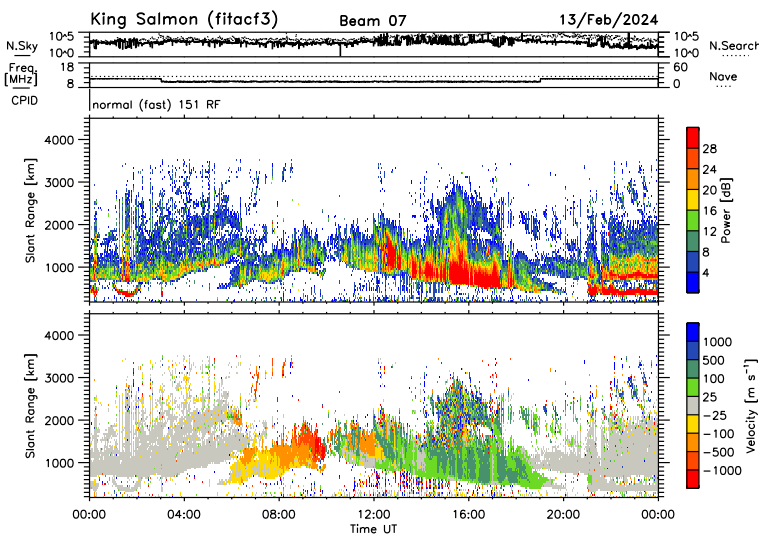 King Salmon (fitacf3) Beam 07 13/Feb/2024
N.Sky 10^5 10^0 10^5 10^0 N.Search
Freq. [MHz] 18 8 60 0 Nave
CPID normal (fast) 151 RF
Slant Range [km] 4000 3000 2000 1000
Power [dB] 28 24 20 16 12 8 4
Slant Range [km] 4000 3000 2000 1000
Velocity [m s⁻¹] 1000 500 100 25 −25 −100 −500 −1000
00:00 04:00 08:00 12:00 16:00 20:00 00:00
Time UT